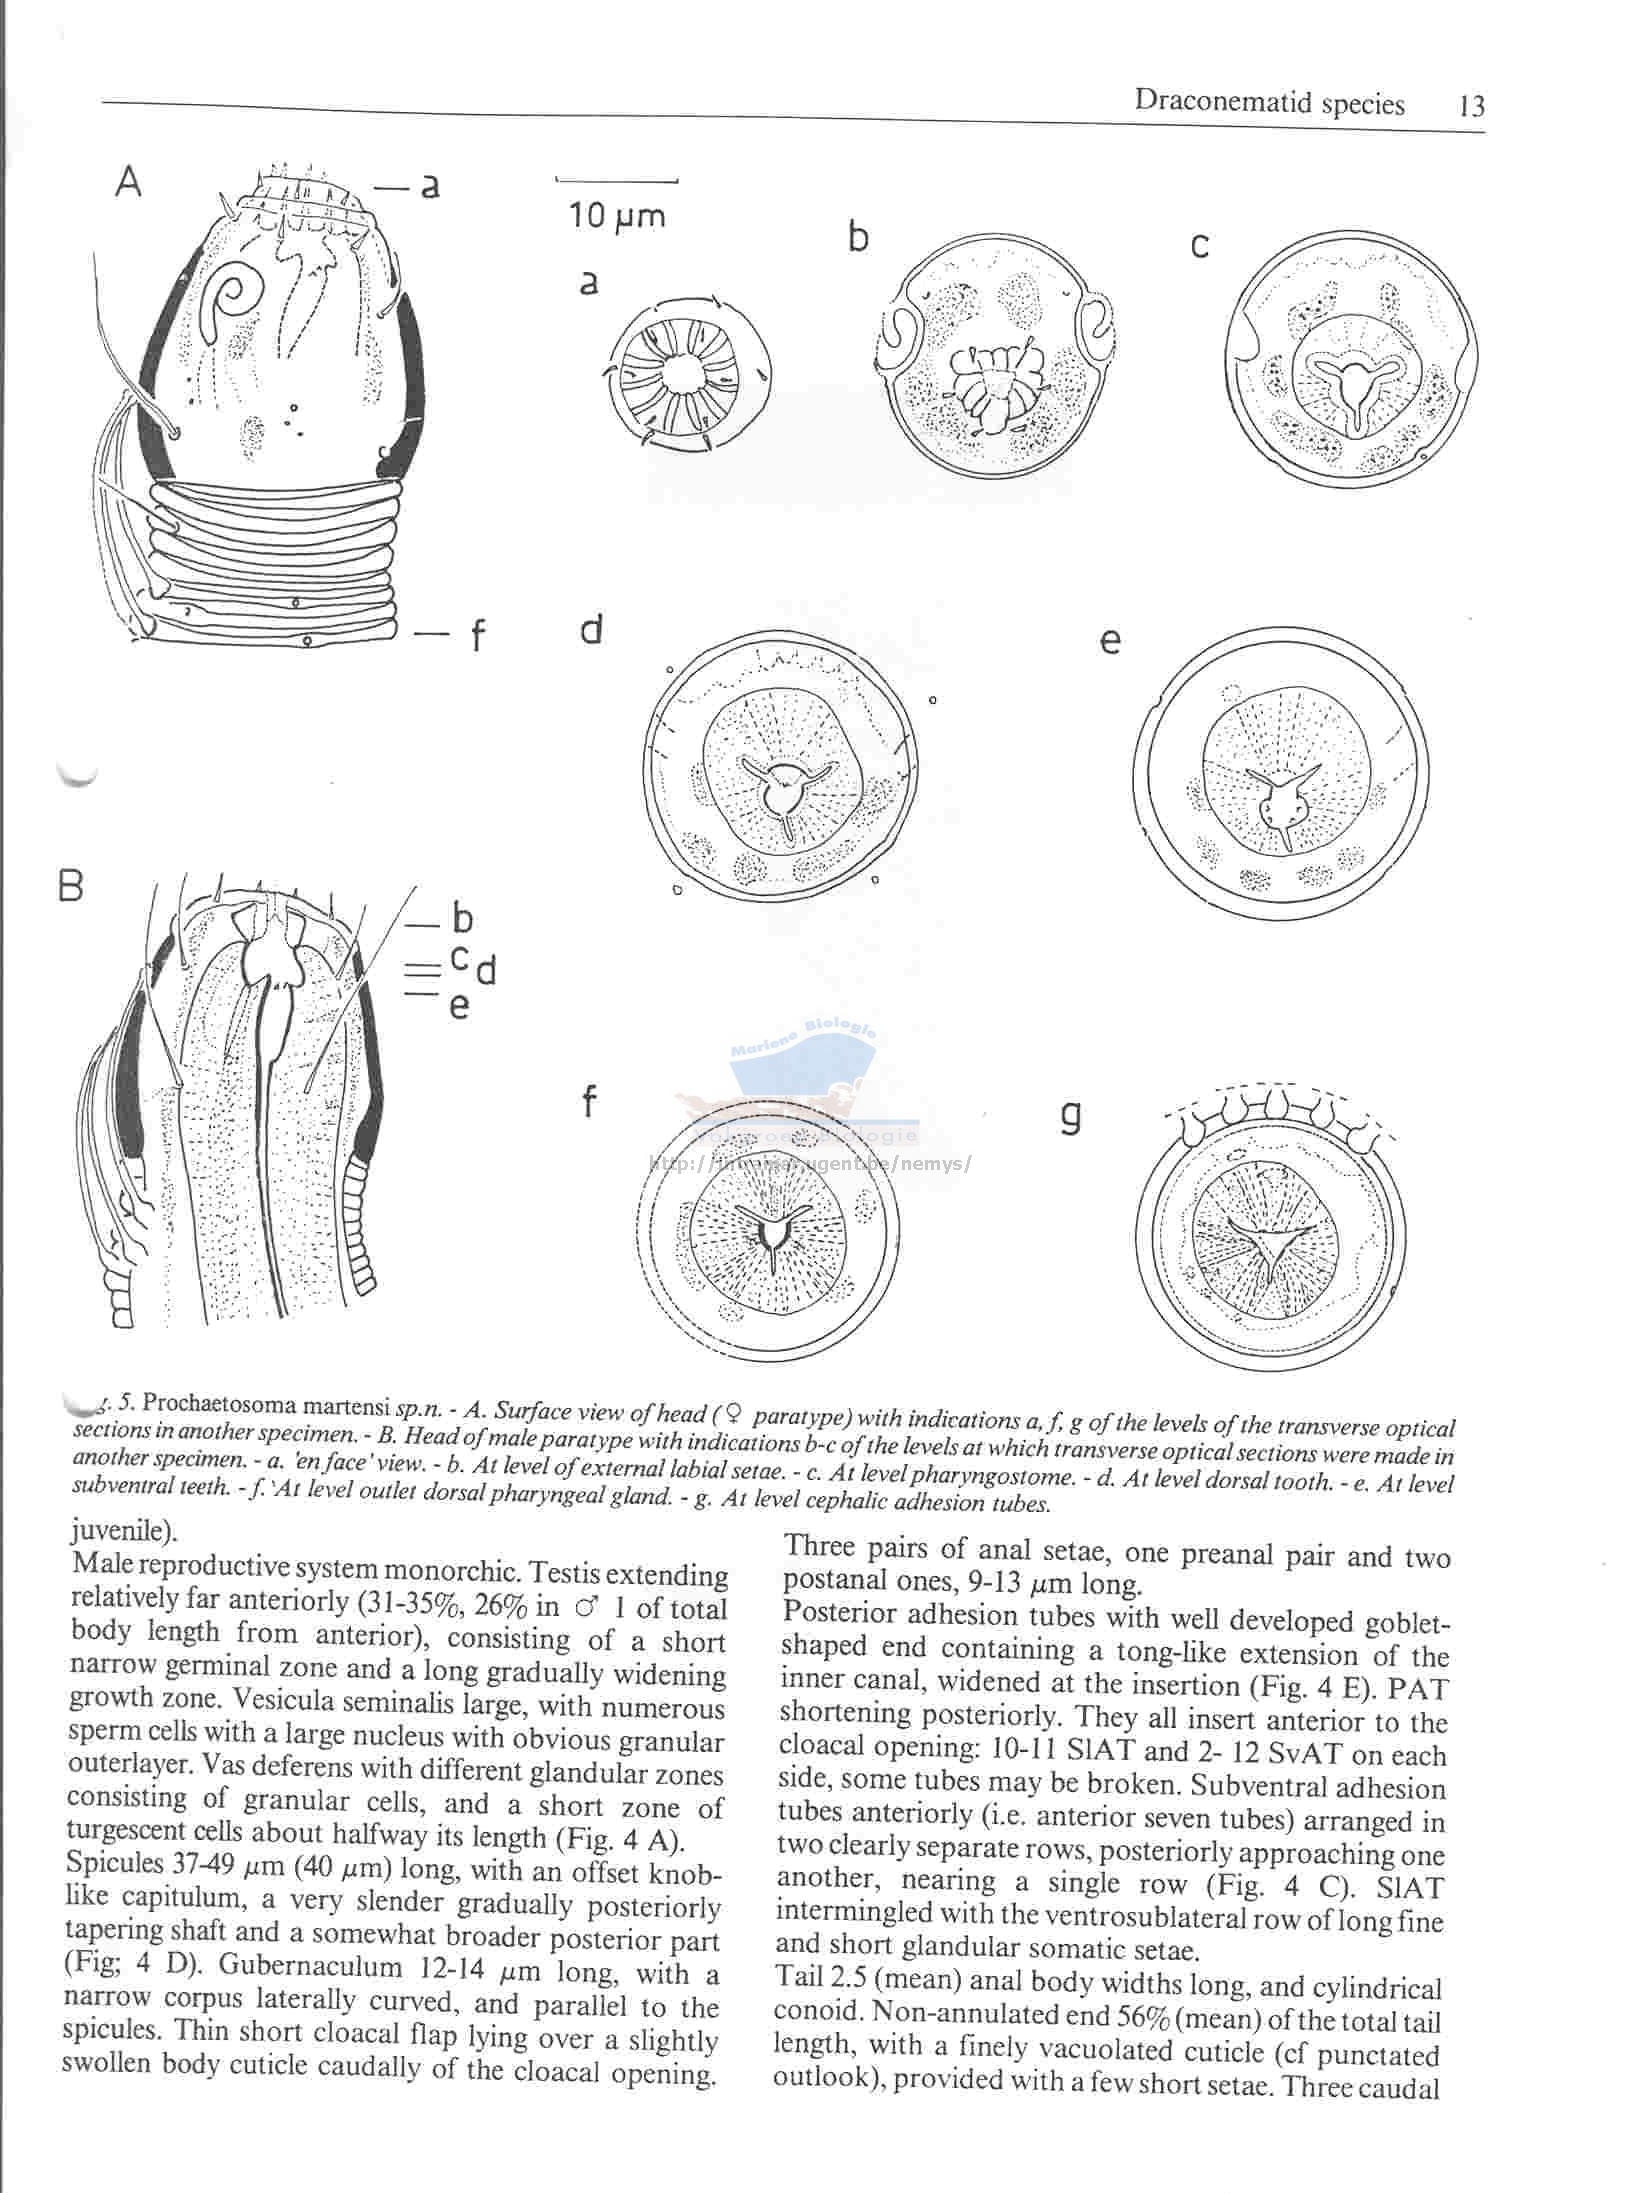 Draconematid species 13
A
a
10 µm
a
b
c
f
d
e
B
b
c
d
e
f
g
Mariene Biologie
Biologie
http://intramar.ugent.be/nemys/
g. 5. Prochaetosoma martensi sp.n. - A. Surface view of head (♀ paratype) with indications a, f, g of the levels of the transverse optical
sections in another specimen. - B. Head of male paratype with indications b-c of the levels at which transverse optical sections were made in
another specimen. - a. 'en face' view. - b. At level of external labial setae. - c. At level pharyngostome. - d. At level dorsal tooth. - e. At level
subventral teeth. - f. 'At level outlet dorsal pharyngeal gland. - g. At level cephalic adhesion tubes.
juvenile).
Male reproductive system monorchic. Testis extending
relatively far anteriorly (31-35%, 26% in ♂ 1 of total
body length from anterior), consisting of a short
narrow germinal zone and a long gradually widening
growth zone. Vesicula seminalis large, with numerous
sperm cells with a large nucleus with obvious granular
outerlayer. Vas deferens with different glandular zones
consisting of granular cells, and a short zone of
turgescent cells about halfway its length (Fig. 4 A).
Spicules 37-49 µm (40 µm) long, with an offset knob-
like capitulum, a very slender gradually posteriorly
tapering shaft and a somewhat broader posterior part
(Fig; 4 D). Gubernaculum 12-14 µm long, with a
narrow corpus laterally curved, and parallel to the
spicules. Thin short cloacal flap lying over a slightly
swollen body cuticle caudally of the cloacal opening.
Three pairs of anal setae, one preanal pair and two
postanal ones, 9-13 µm long.
Posterior adhesion tubes with well developed goblet-
shaped end containing a tong-like extension of the
inner canal, widened at the insertion (Fig. 4 E). PAT
shortening posteriorly. They all insert anterior to the
cloacal opening: 10-11 SlAT and 2- 12 SvAT on each
side, some tubes may be broken. Subventral adhesion
tubes anteriorly (i.e. anterior seven tubes) arranged in
two clearly separate rows, posteriorly approaching one
another, nearing a single row (Fig. 4 C). SlAT
intermingled with the ventrosublateral row of long fine
and short glandular somatic setae.
Tail 2.5 (mean) anal body widths long, and cylindrical
conoid. Non-annulated end 56% (mean) of the total tail
length, with a finely vacuolated cuticle (cf punctated
outlook), provided with a few short setae. Three caudal